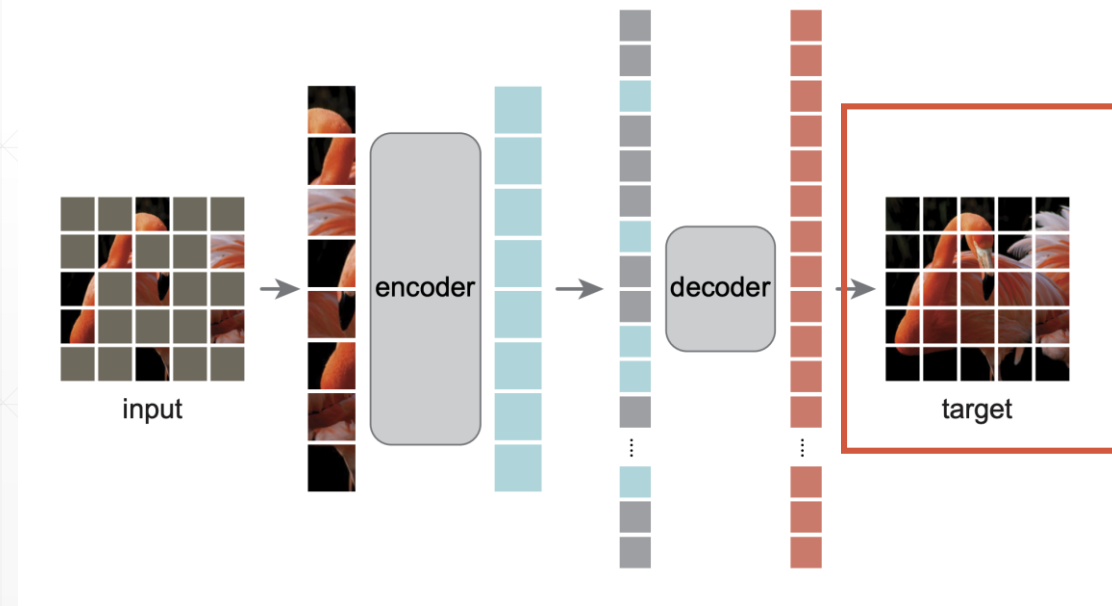 input
encoder
decoder
target